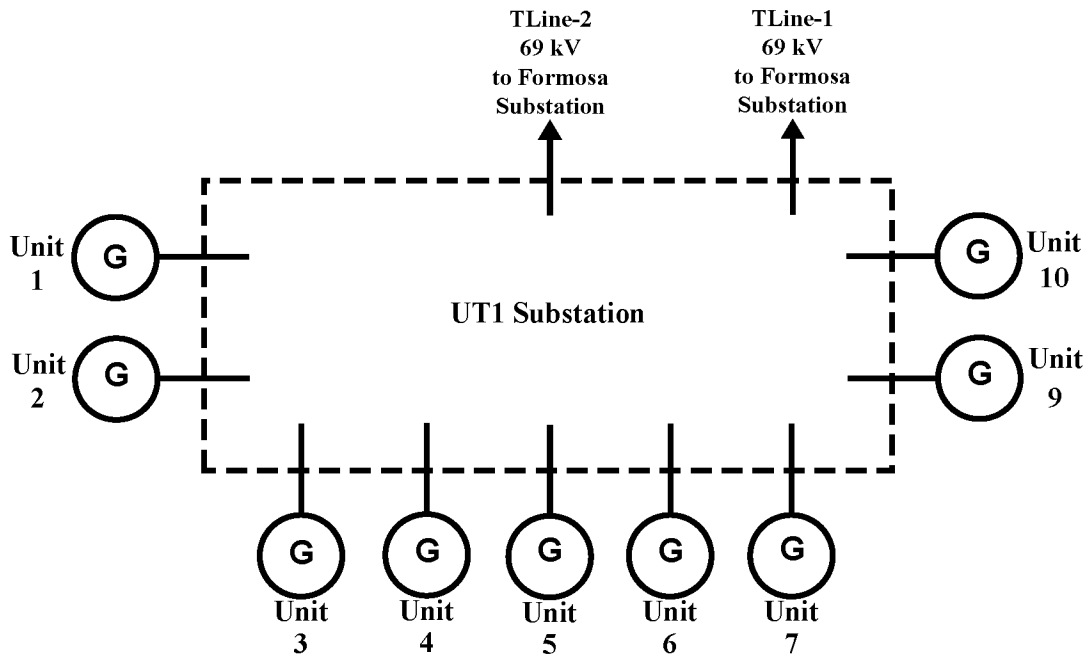 TLine-2
69 kV
to Formosa
Substation
TLine-1
69 kV
to Formosa
Substation
Unit
1
G
G
Unit
10
UT1 Substation
Unit
2
G
G
Unit
9
G
G
G
G
G
Unit
3
Unit
4
Unit
5
Unit
6
Unit
7